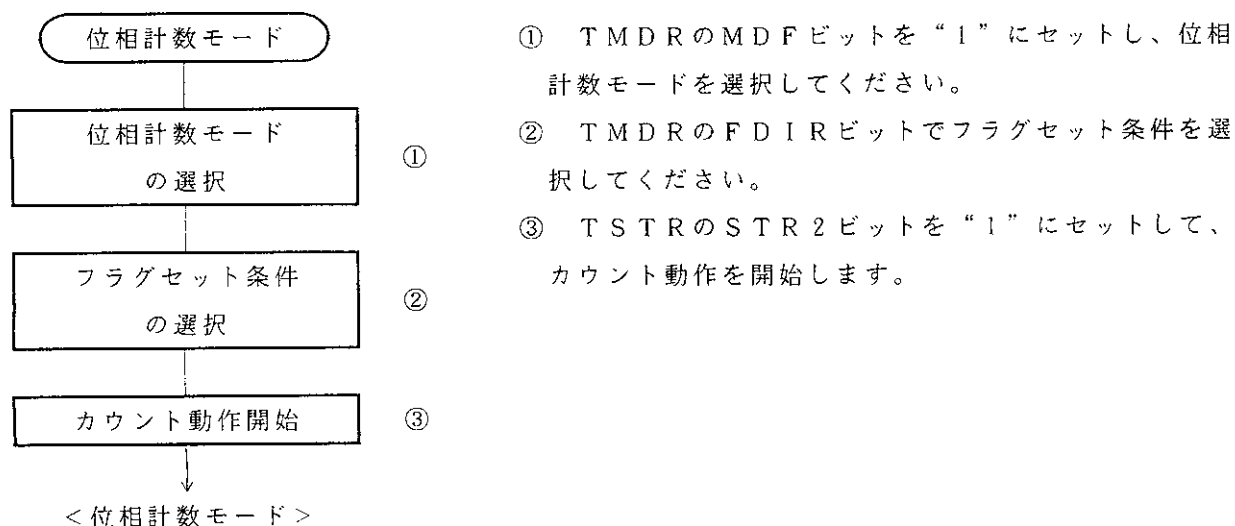 位相計数モード
位相計数モード
の選択
①
フラグセット条件
の選択
②
カウント動作開始
③
<位相計数モード>
① TMDRのMDFビットを“1”にセットし、位相
計数モードを選択してください。
② TMDRのFDIRビットでフラグセット条件を選
択してください。
③ TSTRのSTR2ビットを“1”にセットして、
カウント動作を開始します。